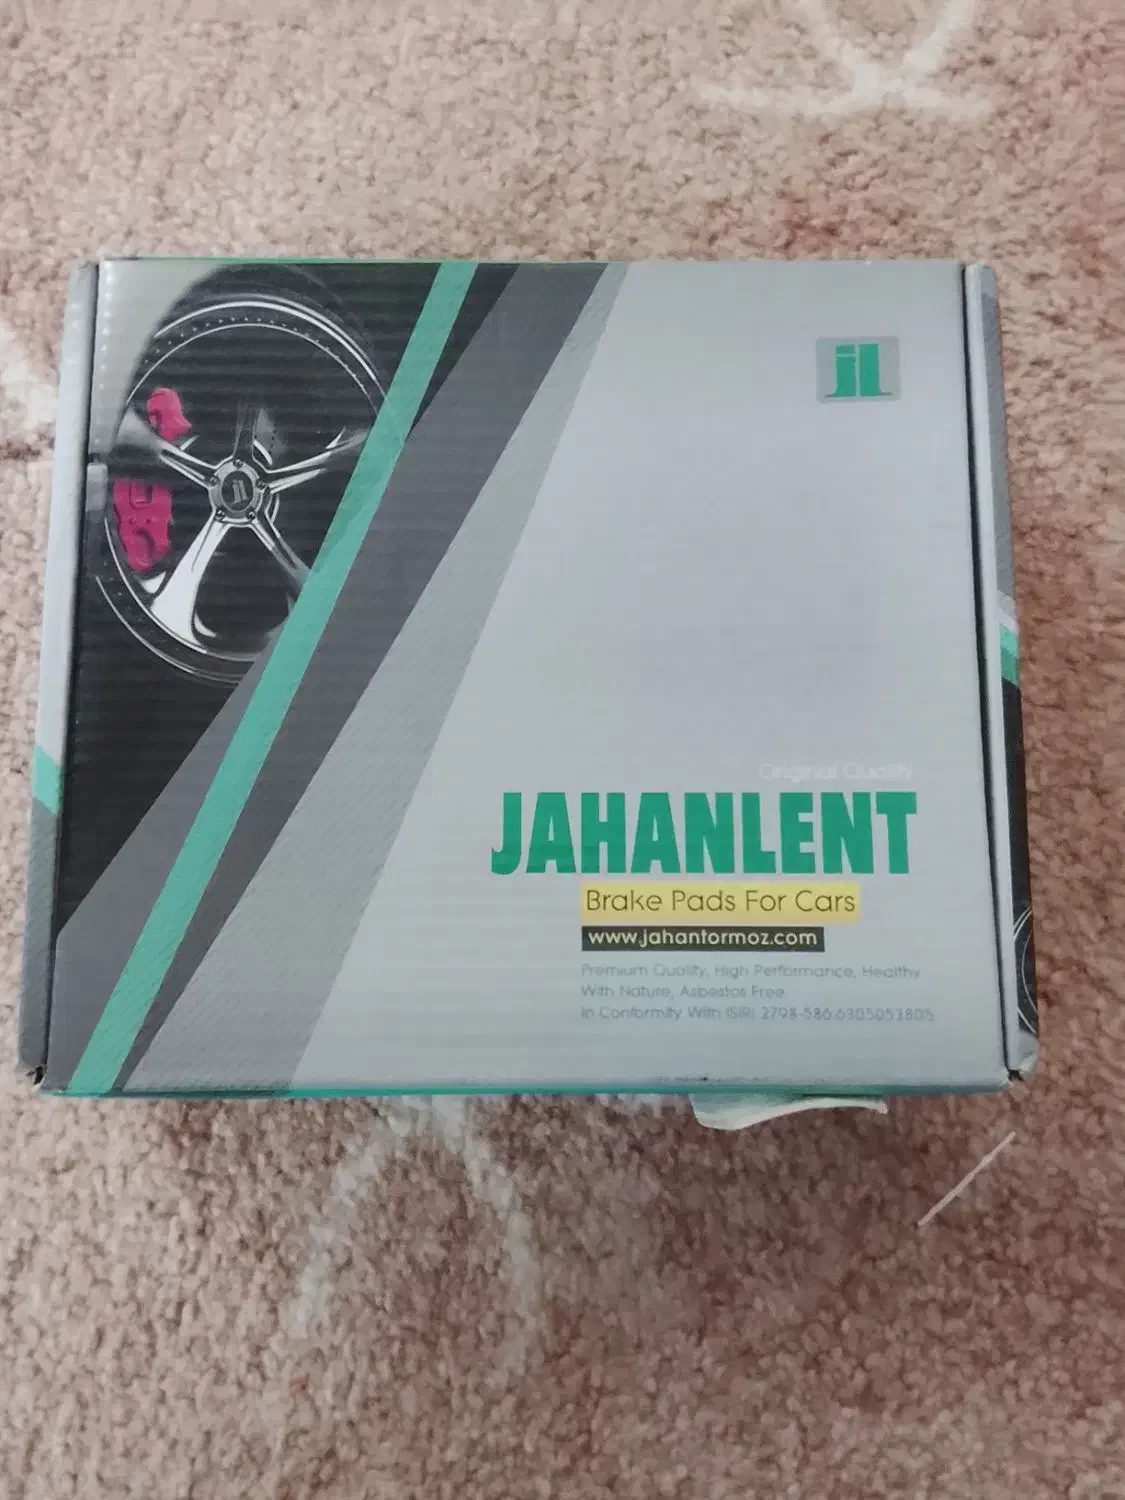 jl
jl
Original Quality
JAHANLENT
Brake Pads For Cars
www.jahantormoz.com
Premium Quality, High Performance, Healthy
With Nature, Asbestos Free
In Conformity With ISIRI 2798-586.6305053805